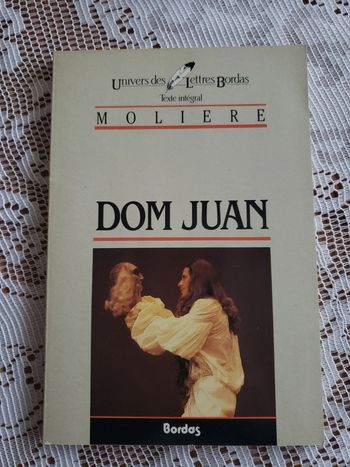 Univers des Lettres Bordas
Texte intégral
MOLIERE
DOM JUAN
Bordas